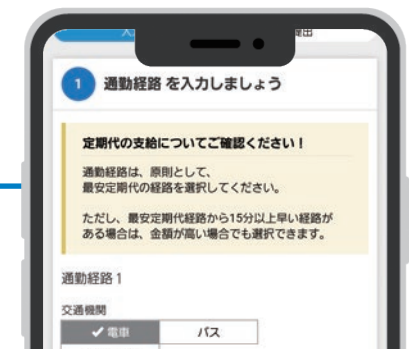 1 通勤経路 を入力しましょう
定期代の支給についてご確認ください！
通勤経路は、原則として、
最安定期代の経路を選択してください。
ただし、最安定期代経路から15分以上早い経路が
ある場合は、金額が高い場合でも選択できます。
通勤経路 1
交通機関
✓ 電車 バス